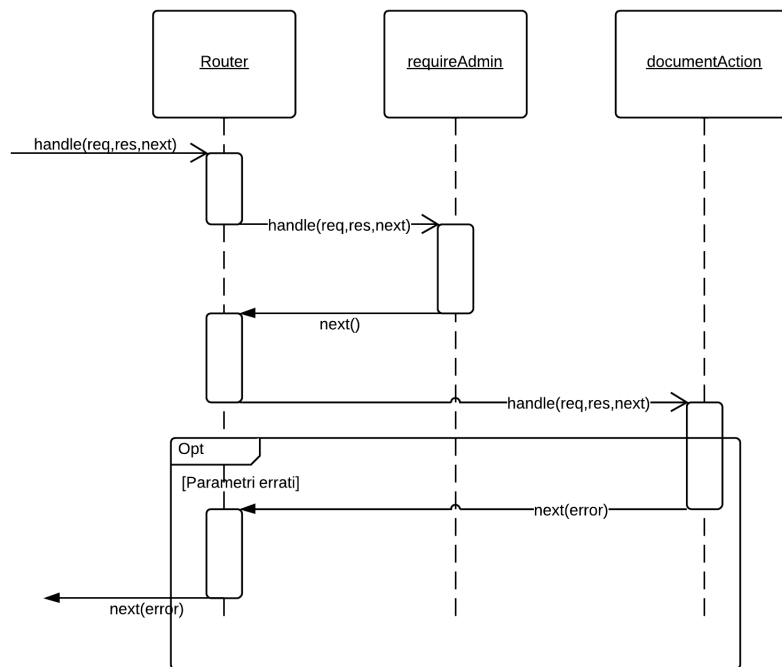 Router
requireAdmin
documentAction
handle(req,res,next)
handle(req,res,next)
next()
handle(req,res,next)
Opt
[Parametri errati]
next(error)
next(error)